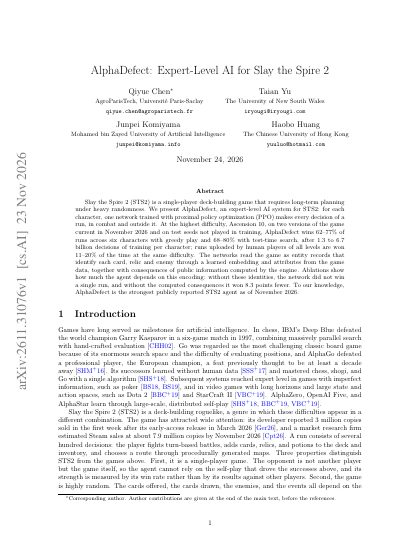 AlphaDefect: Expert-Level AI for Slay the Spire 2
Qiyue Chen*
AgroParisTech, Université Paris-Saclay
qiyue.chen@agroparistech.fr
Taian Yu
The University of New South Wales
iryougi@iryougi.com
Junpei Komiyama
Mohamed bin Zayed University of Artificial Intelligence
junpei@komiyama.info
Haobo Huang
The Chinese University of Hong Kong
yuuluo@hotmail.com
November 24, 2026
Abstract
Slay the Spire 2 (STS2) is a single-player deck-building game that requires long-term planning
under heavy randomness. We present AlphaDefect, an expert-level AI system for STS2: for each
character, one network trained with proximal policy optimization (PPO) makes every decision of a
run, in combat and outside it. At the highest difficulty, Ascension 10, on two versions of the
game current in November 2026 and on test seeds not played in training, AlphaDefect wins 62–77% of
runs across six characters with greedy play and 68–80% with test-time search, after 1.3 to 6.7
billion decisions of training per character; runs uploaded by human players of all levels are won
11–20% of the time at the same difficulty. The networks read the game as entity records that
identify each card, relic and enemy through a learned embedding and attributes from the game
data, together with consequences of public information computed by the engine. Ablations show
how much the agent depends on this encoding: without identities, the network did not win
a single run, and without the computed consequences it won 8.3 points fewer. To our knowledge,
AlphaDefect is the strongest publicly reported STS2 agent as of November 2026.
1 Introduction
Games have long served as milestones for artificial intelligence. In chess, IBM's Deep Blue defeated
the world champion Garry Kasparov in a six-game match in 1997, combining massively parallel search
with handcrafted evaluation [CHH02]. Go was regarded as the most challenging classic board game
because of its enormous search space and the difficulty of evaluating positions, and AlphaGo defeated
a professional player, the European champion, a feat previously thought to be at least a decade
away [SHM+16]. Its successors learned without human data [SSS+17] and mastered chess, shogi, and
Go with a single algorithm [SHS+18]. Subsequent systems reached expert level in games with imperfect
information, such as poker [BS18, BS19], and in video games with long horizons and large state and
action spaces, such as Dota 2 [BBC+19] and StarCraft II [VBC+19]. AlphaZero, OpenAI Five, and
AlphaStar learn through large-scale, distributed self-play [SHS+18, BBC+19, VBC+19].
Slay the Spire 2 (STS2) is a deck-building roguelike, a genre in which these difficulties appear in a
different combination. The game has attracted wide attention: its developer reported 3 million copies
sold in the first week after its early-access release in March 2026 [Ger26], and a market research firm
estimated Steam sales at about 7.9 million copies by November 2026 [Cpt26]. A run consists of several
hundred decisions: the player fights turn-based battles, adds cards, relics, and potions to the deck and
inventory, and chooses a route through procedurally generated maps. Three properties distinguish
STS2 from the games above. First, it is a single-player game. The opponent is not another player
but the game itself, so the agent cannot rely on the self-play that drove the successes above, and its
strength is measured by its win rate rather than by its results against other players. Second, the game
is highly random. The cards offered, the cards drawn, the enemies, and the events all depend on the
*Corresponding author. Author contributions are given at the end of the main text, before the references.
1
arXiv:2611.31076v1 [cs.AI] 23 Nov 2026